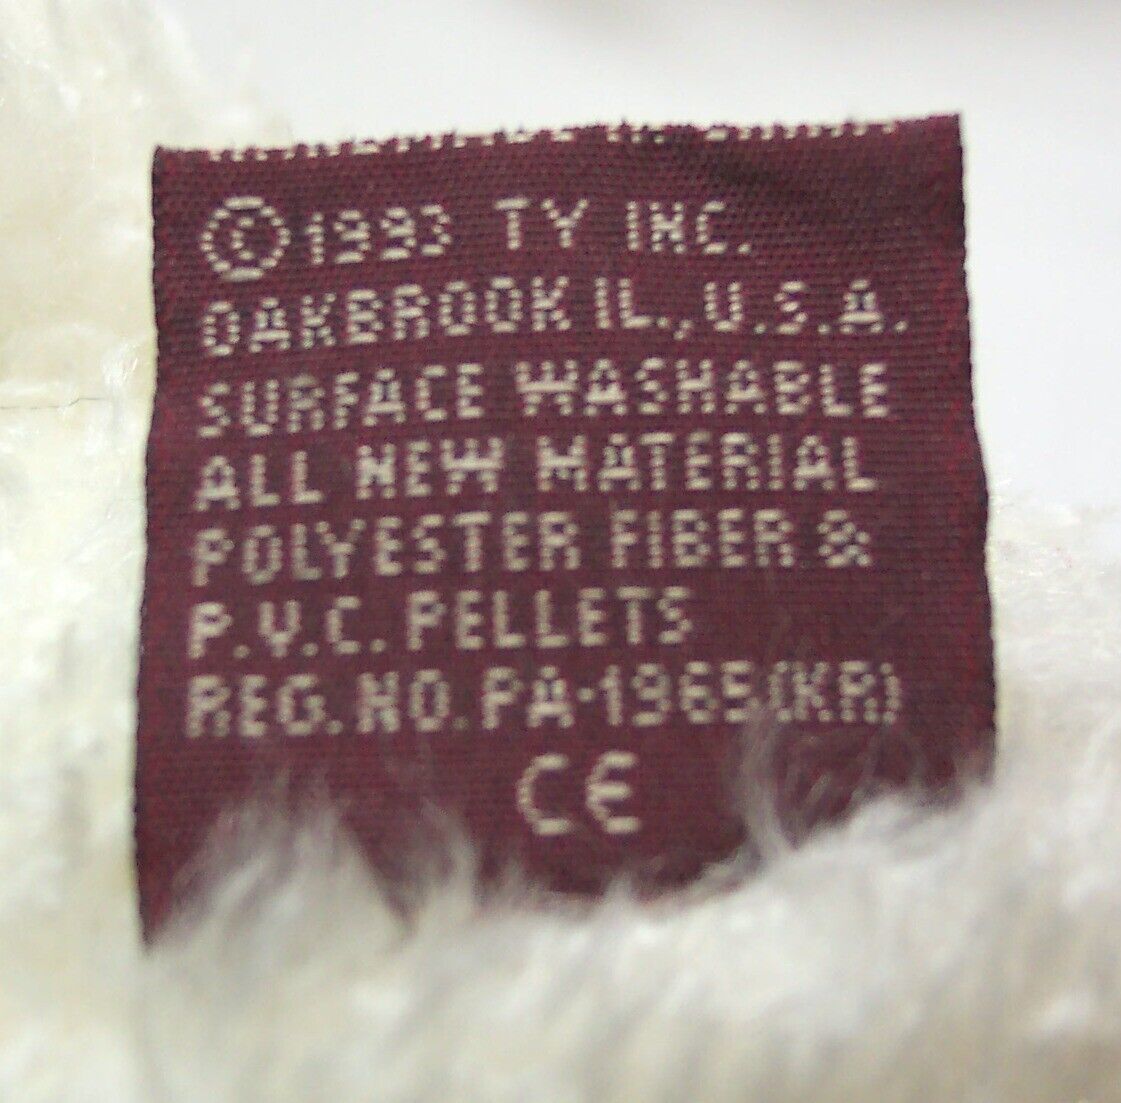 © 1993 TY INC.
OAKBROOK IL., U.S.A.
SURFACE WASHABLE
ALL NEW MATERIAL
POLYESTER FIBER &
P.V.C. PELLETS
REG. NO. PA-1965(KR)
CE